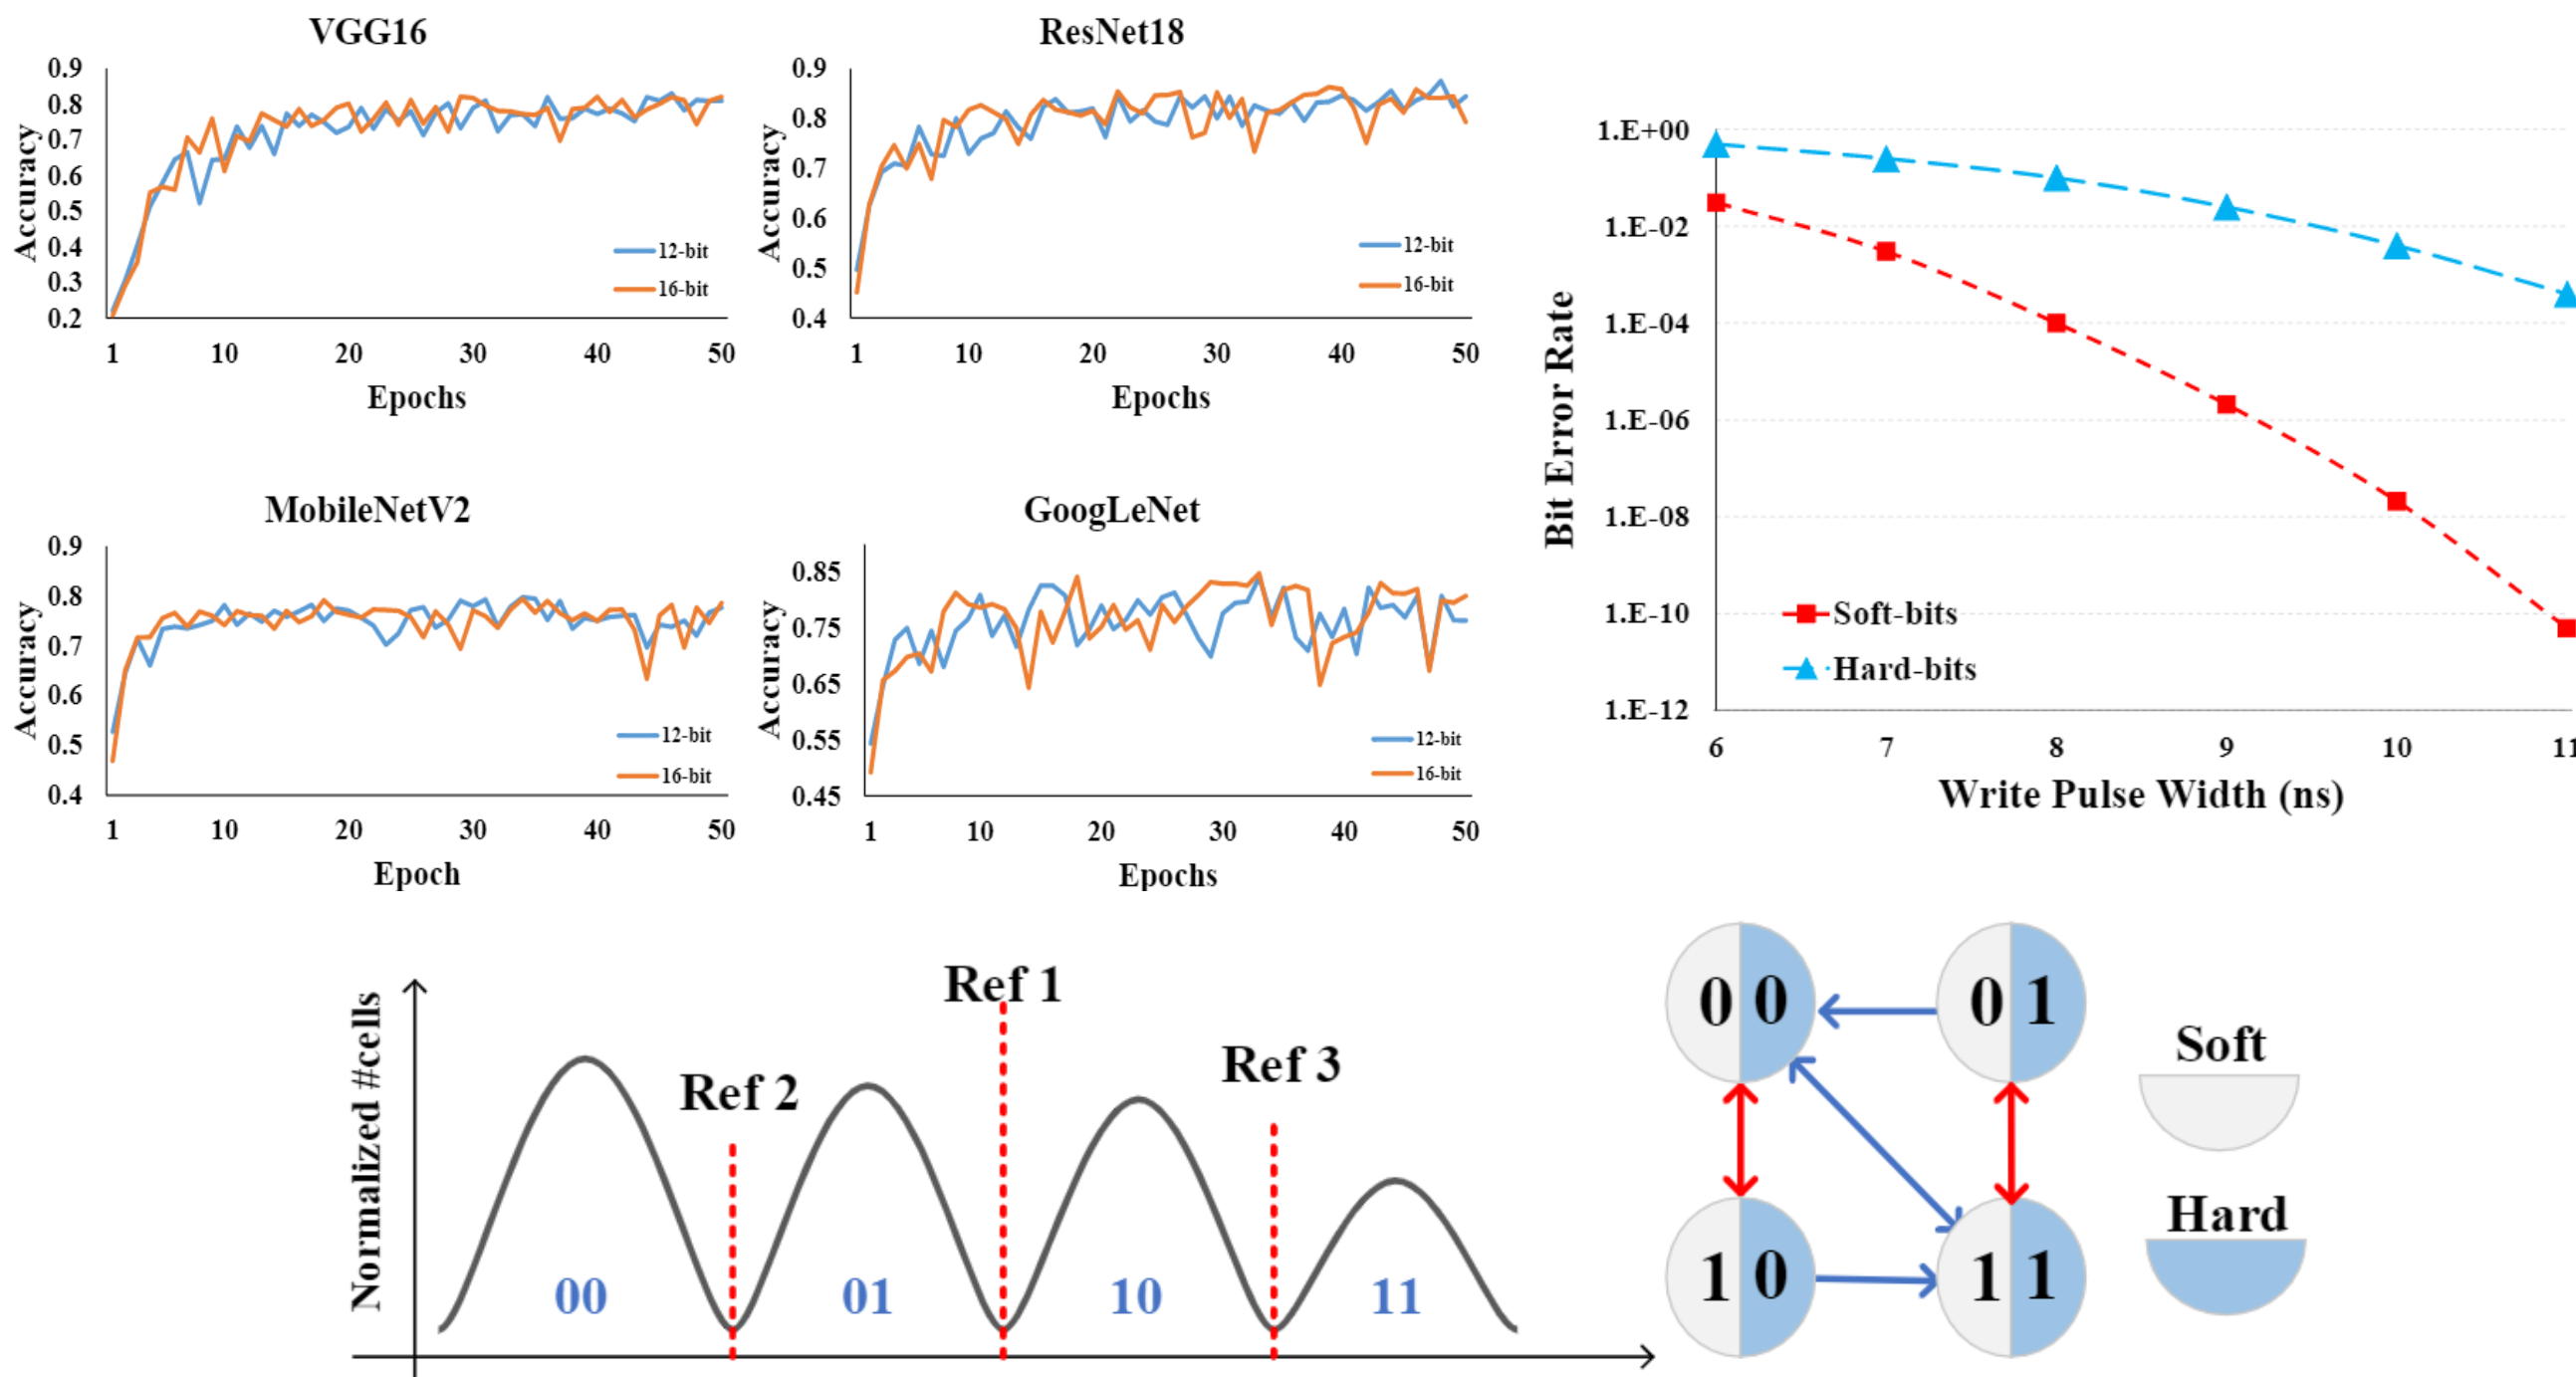 VGG16
0.9
0.8
0.7
0.6
0.5
0.4
0.3
0.2
Accuracy
12-bit
16-bit
1 10 20 30 40 50
Epochs
ResNet18
0.9
0.8
0.7
0.6
0.5
0.4
Accuracy
12-bit
16-bit
1 10 20 30 40 50
Epochs
MobileNetV2
0.9
0.8
0.7
0.6
0.5
0.4
Accuracy
12-bit
16-bit
1 10 20 30 40 50
Epoch
GoogLeNet
0.85
0.75
0.65
0.55
0.45
Accuracy
12-bit
16-bit
1 10 20 30 40 50
Epochs
1.E+00
1.E-02
1.E-04
1.E-06
1.E-08
1.E-10
1.E-12
Bit Error Rate
Soft-bits
Hard-bits
6 7 8 9 10 11
Write Pulse Width (ns)
Normalized #cells
Ref 1
Ref 2
Ref 3
00 01 10 11
0 0 0 1
1 0 1 1
Soft
Hard